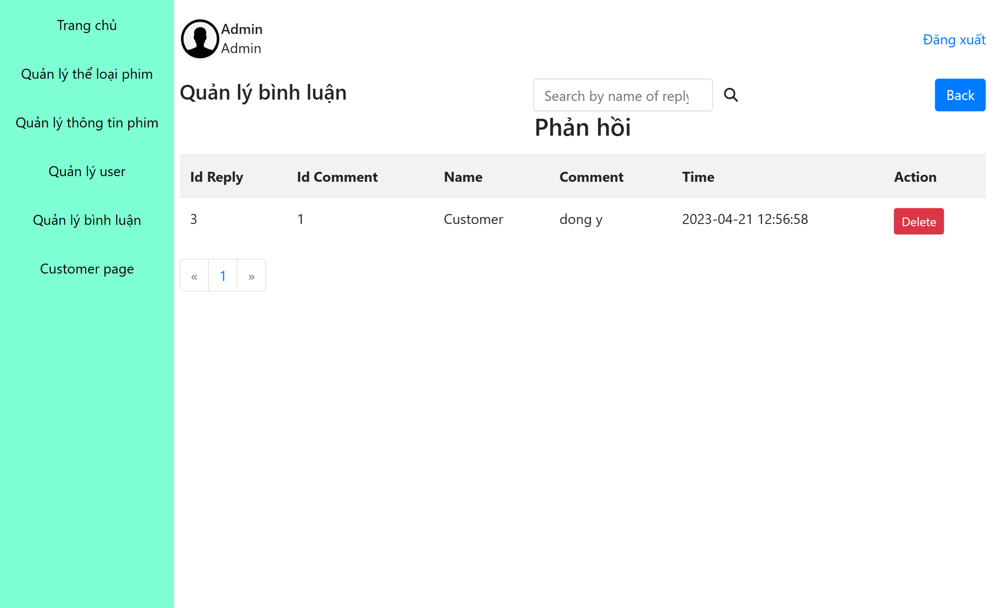 Trang chủ
Quản lý thể loại phim
Quản lý thông tin phim
Quản lý user
Quản lý bình luận
Customer page
Admin
Admin
Đăng xuất
Quản lý bình luận
Search by name of reply
Back
Phản hồi
Id Reply Id Comment Name Comment Time Action
3 1 Customer dong y 2023-04-21 12:56:58 Delete
« 1 »